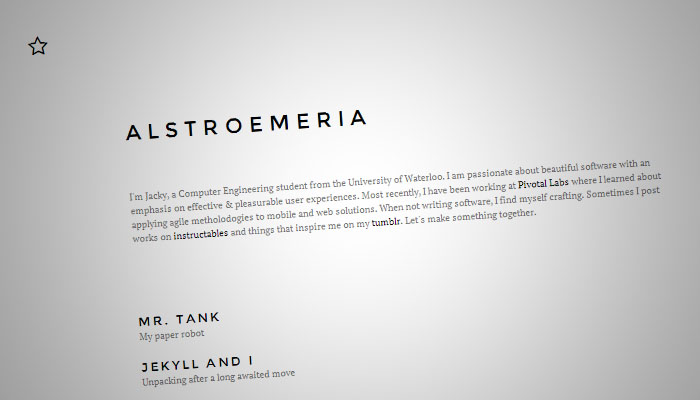 ALSTROEMERIA
I'm Jacky, a Computer Engineering student from the University of Waterloo. I am passionate about beautiful software with an
emphasis on effective & pleasurable user experiences. Most recently, I have been working at Pivotal Labs where I learned about
applying agile metholodogies to mobile and web solutions. When not writing software, I find myself crafting. Sometimes I post
works on instructables and things that inspire me on my tumblr. Let's make something together.
MR. TANK
My paper robot
JEKYLL AND I
Unpacking after a long awaited move